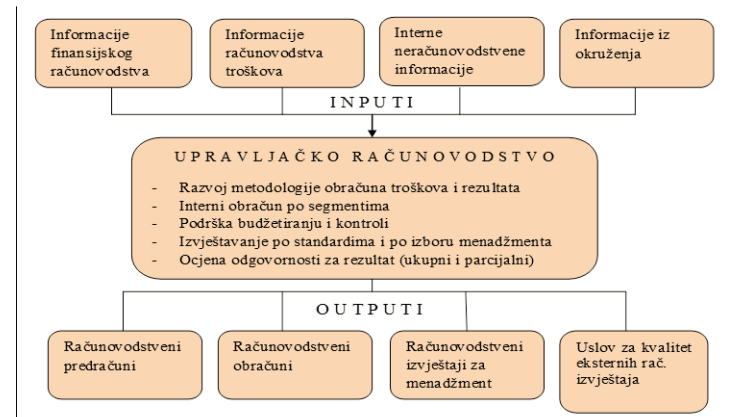 Informacije
finansijskog
računovodstva
Informacije
računovodstva
troškova
Interne
neračunovodstvene
informacije
Informacije iz
okruženja
INPUTI
UPRAVLJAČKO RAČUNOVODSTVO
- Razvoj metodologije obračuna troškova i rezultata
- Interni obračun po segmentima
- Podrška budžetiranju i kontroli
- Izvještavanje po standardima i po izboru menadžmenta
- Ocjena odgovornosti za rezultat (ukupni i parcijalni)
OUTPUTI
Računovodstveni
predračuni
Računovodstveni
obračuni
Računovodstveni
izvještaji za
menadžment
Uslov za kvalitet
eksternih rač.
izvještaja